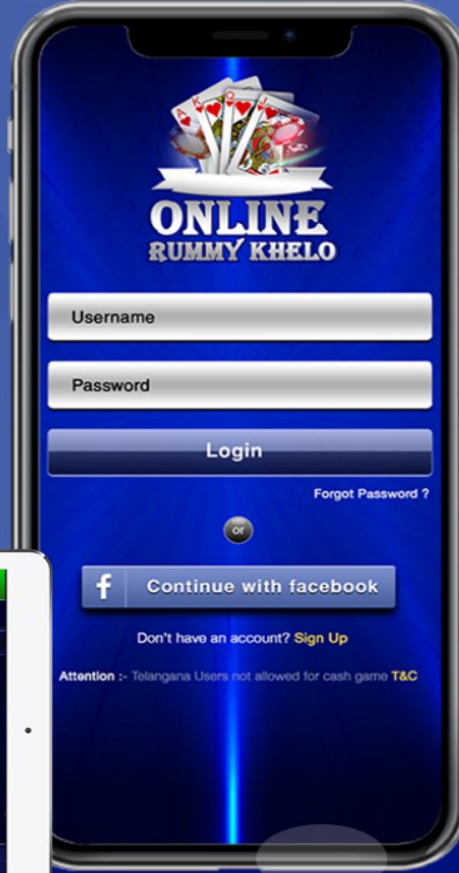 ONLINE
RUMMY KHELO
Username
Password
Login
Forgot Password ?
or
f Continue with facebook
Don't have an account? Sign Up
Attention :- Telangana Users not allowed for cash game T&C